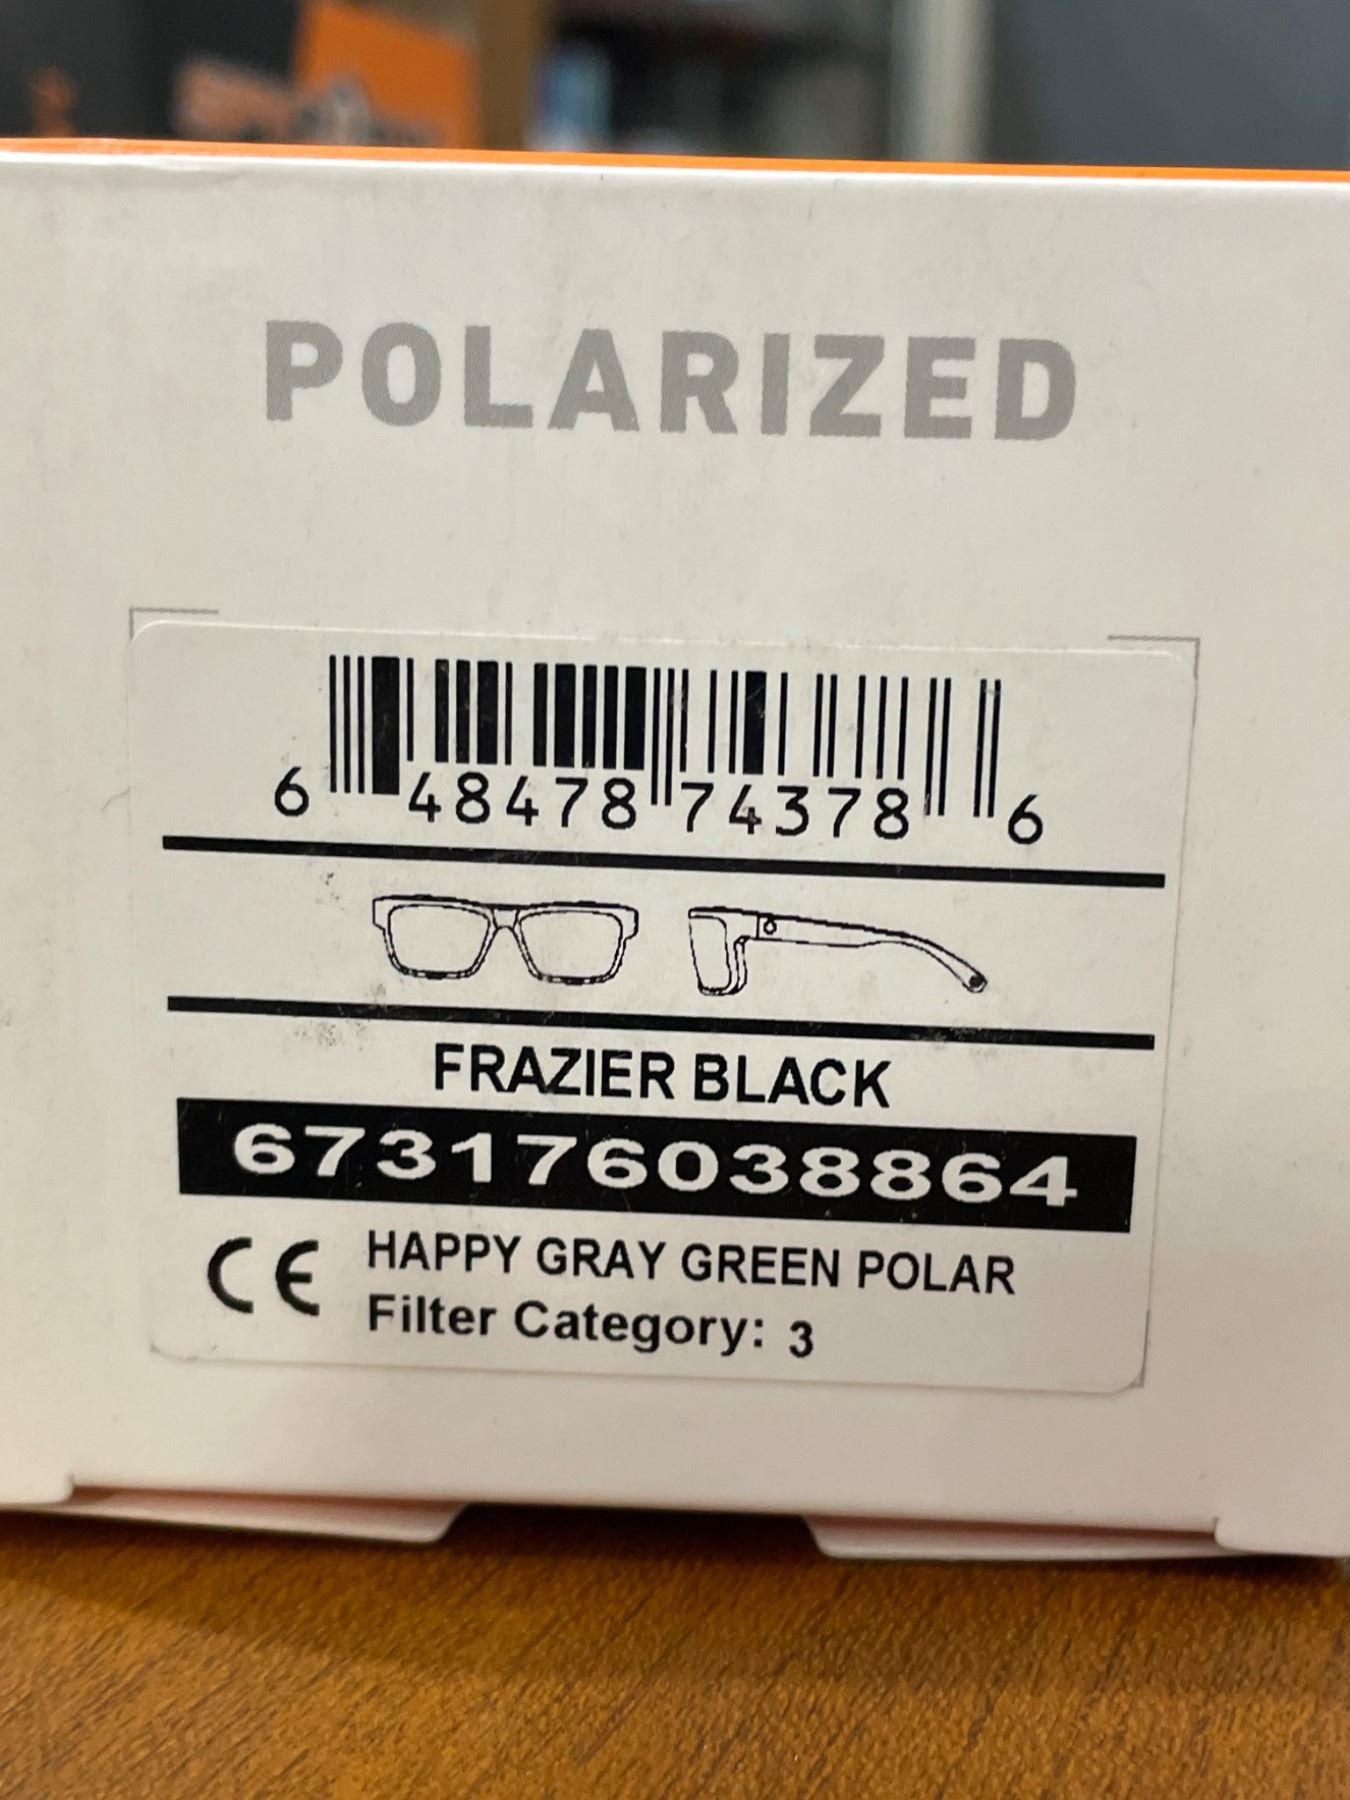 POLARIZED
6 48478 74378 6
FRAZIER BLACK
673176038864
CE HAPPY GRAY GREEN POLAR
Filter Category: 3